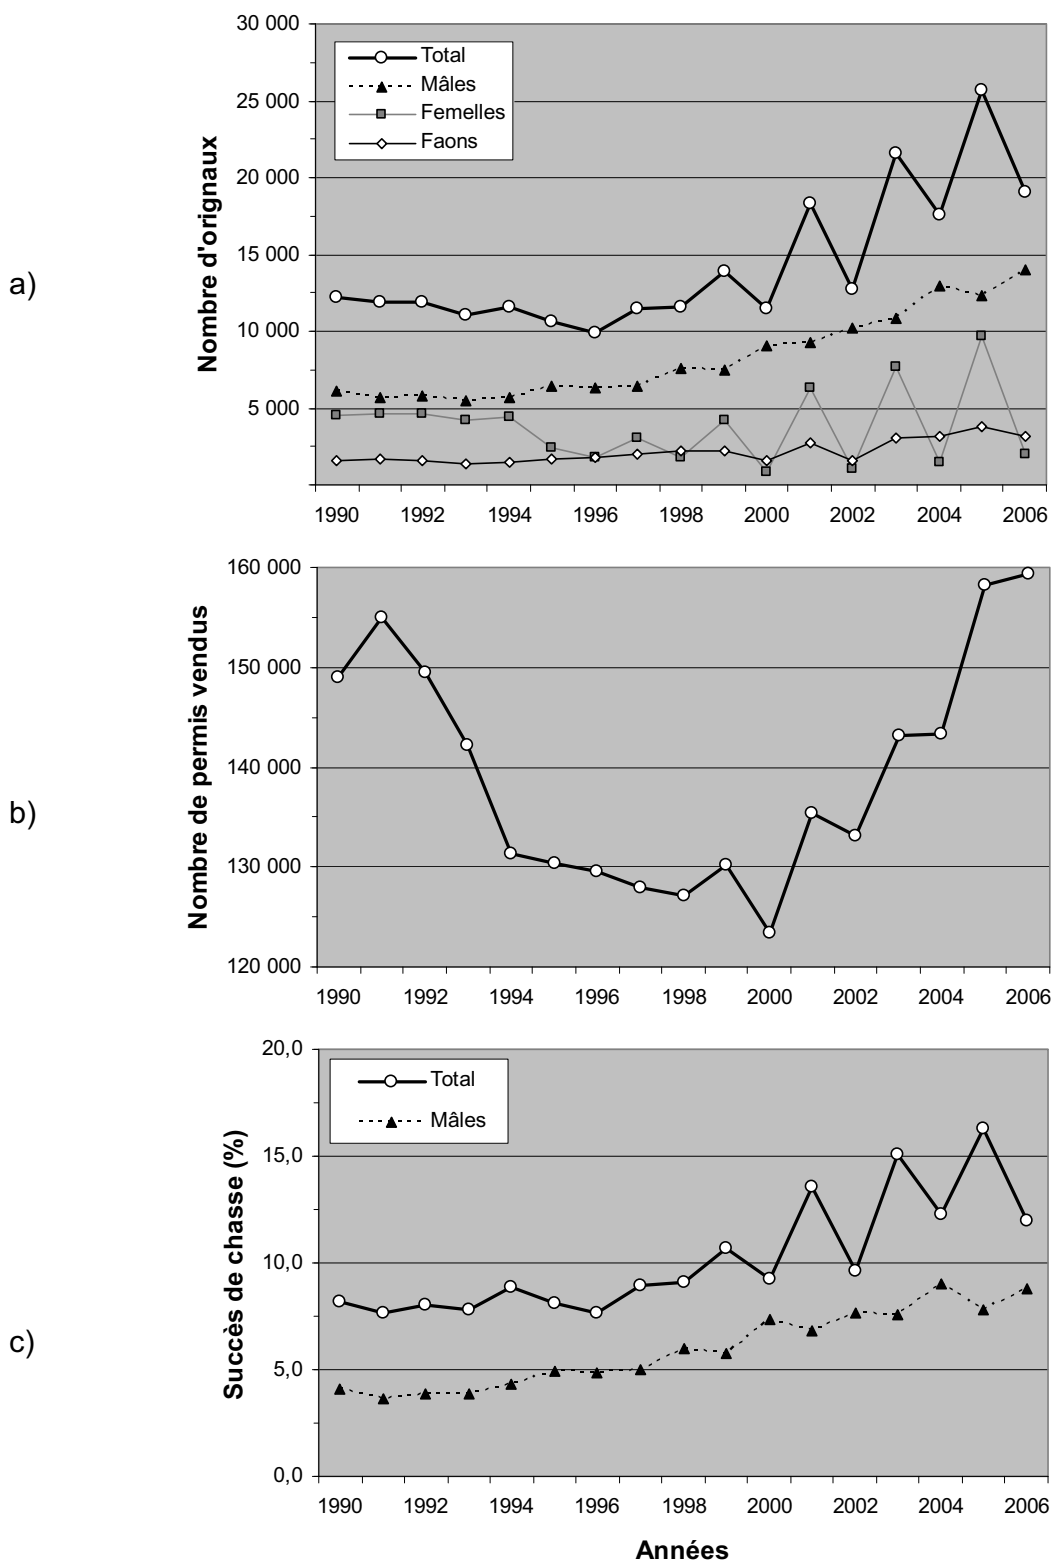 a)
Nombre d'orignaux
30 000
25 000
20 000
15 000
10 000
5 000
Total
Mâles
Femelles
Faons
1990 1992 1994 1996 1998 2000 2002 2004 2006
b)
Nombre de permis vendus
160 000
150 000
140 000
130 000
120 000
1990 1992 1994 1996 1998 2000 2002 2004 2006
c)
Succès de chasse (%)
20,0
15,0
10,0
5,0
0,0
Total
Mâles
1990 1992 1994 1996 1998 2000 2002 2004 2006
Années